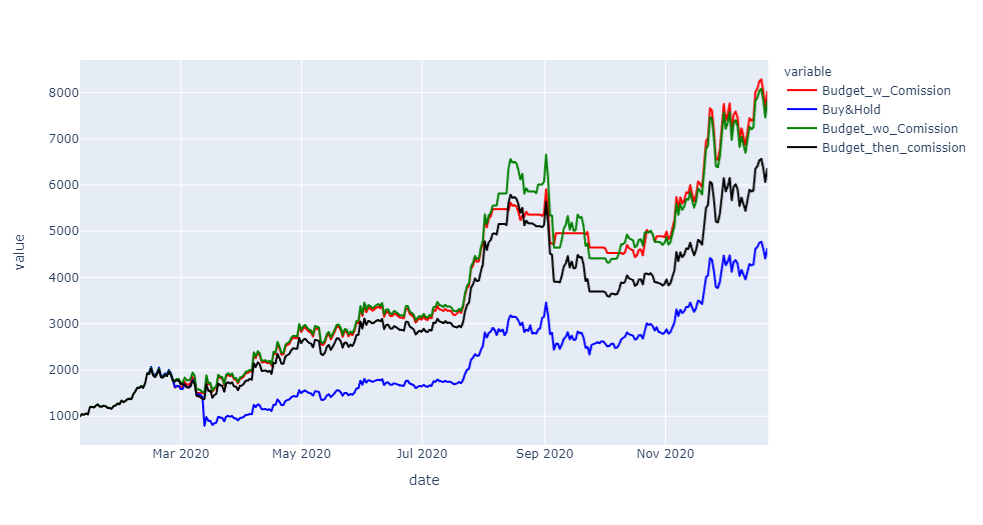 variable
Budget_w_Comission
Buy&Hold
Budget_wo_Comission
Budget_then_comission
value
8000
7000
6000
5000
4000
3000
2000
1000
Mar 2020
May 2020
Jul 2020
Sep 2020
Nov 2020
date